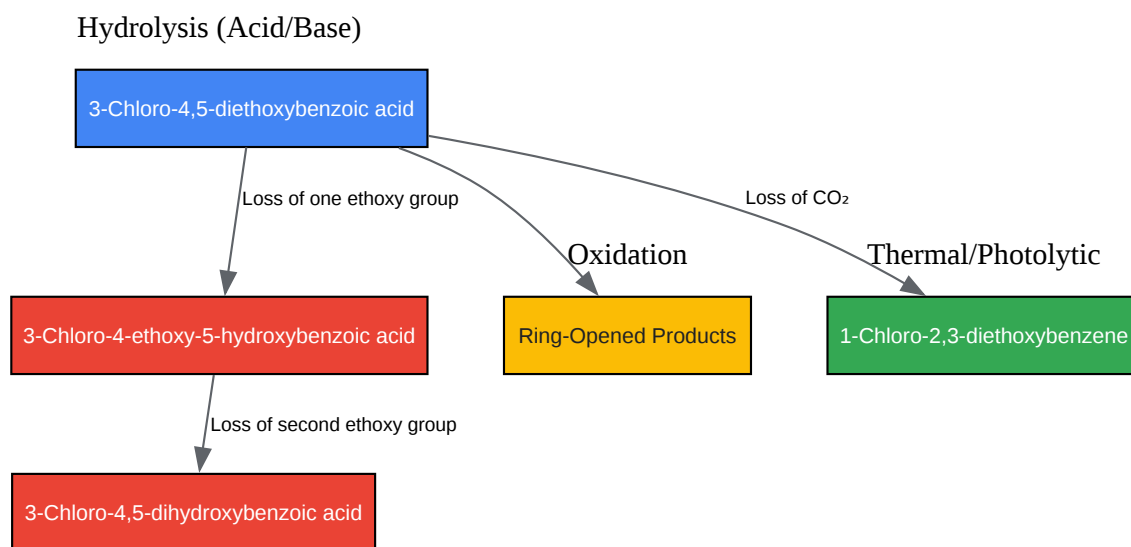 Hydrolysis (Acid/Base)
3-Chloro-4,5-diethoxybenzoic acid
Loss of one ethoxy group
Loss of CO₂
Oxidation
Thermal/Photolytic
3-Chloro-4-ethoxy-5-hydroxybenzoic acid
Ring-Opened Products
1-Chloro-2,3-diethoxybenzene
Loss of second ethoxy group
3-Chloro-4,5-dihydroxybenzoic acid